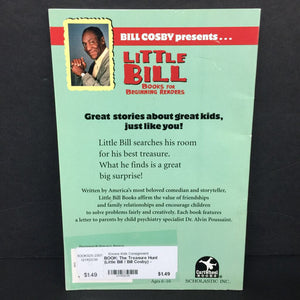 BILL COSBY presents . . .
LITTLE
BILL
BOOKS FOR
BEGINNING READERS
Great stories about great kids,
just like you!
Little Bill searches his room
for his best treasure.
What he finds is a great
big surprise!
Written by America's most beloved comedian and storyteller,
Little Bill Books affirm the value of friendships
and family relationships and encourage children
to solve problems fairly and creatively. Each book features
a letter to parents by child psychiatry specialist Dr. Alvin Poussaint.
BOOK: The Treasure Hunt
(Little Bill / Bill Cosby) -
$1.49
$1.49
Ages 6-10
CARTWHEEL
BOOKS
SCHOLASTIC INC.